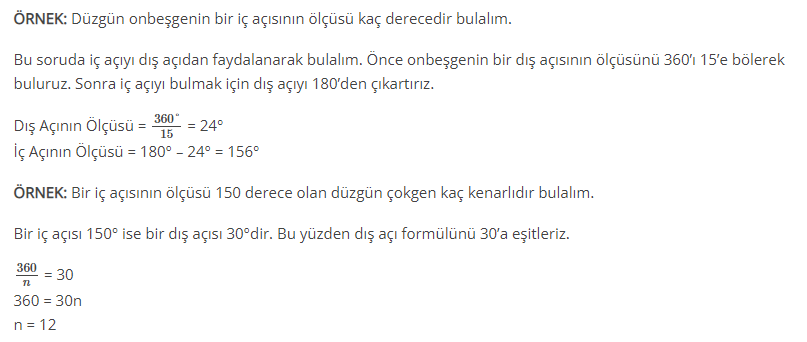 ÖRNEK: Düzgün onbeşgenin bir iç açısının ölçüsü kaç derecedir bulalım.
Bu soruda iç açıyı dış açıdan faydalanarak bulalım. Önce onbeşgenin bir dış açısının ölçüsünü 360’ı 15’e bölerek
buluruz. Sonra iç açıyı bulmak için dış açıyı 180’den çıkartırız.
Dış Açının Ölçüsü = 360°/15 = 24°
İç Açının Ölçüsü = 180° – 24° = 156°
ÖRNEK: Bir iç açısının ölçüsü 150 derece olan düzgün çokgen kaç kenarlıdır bulalım.
Bir iç açısı 150° ise bir dış açısı 30°dir. Bu yüzden dış açı formülünü 30’a eşitleriz.
360/n = 30
360 = 30n
n = 12